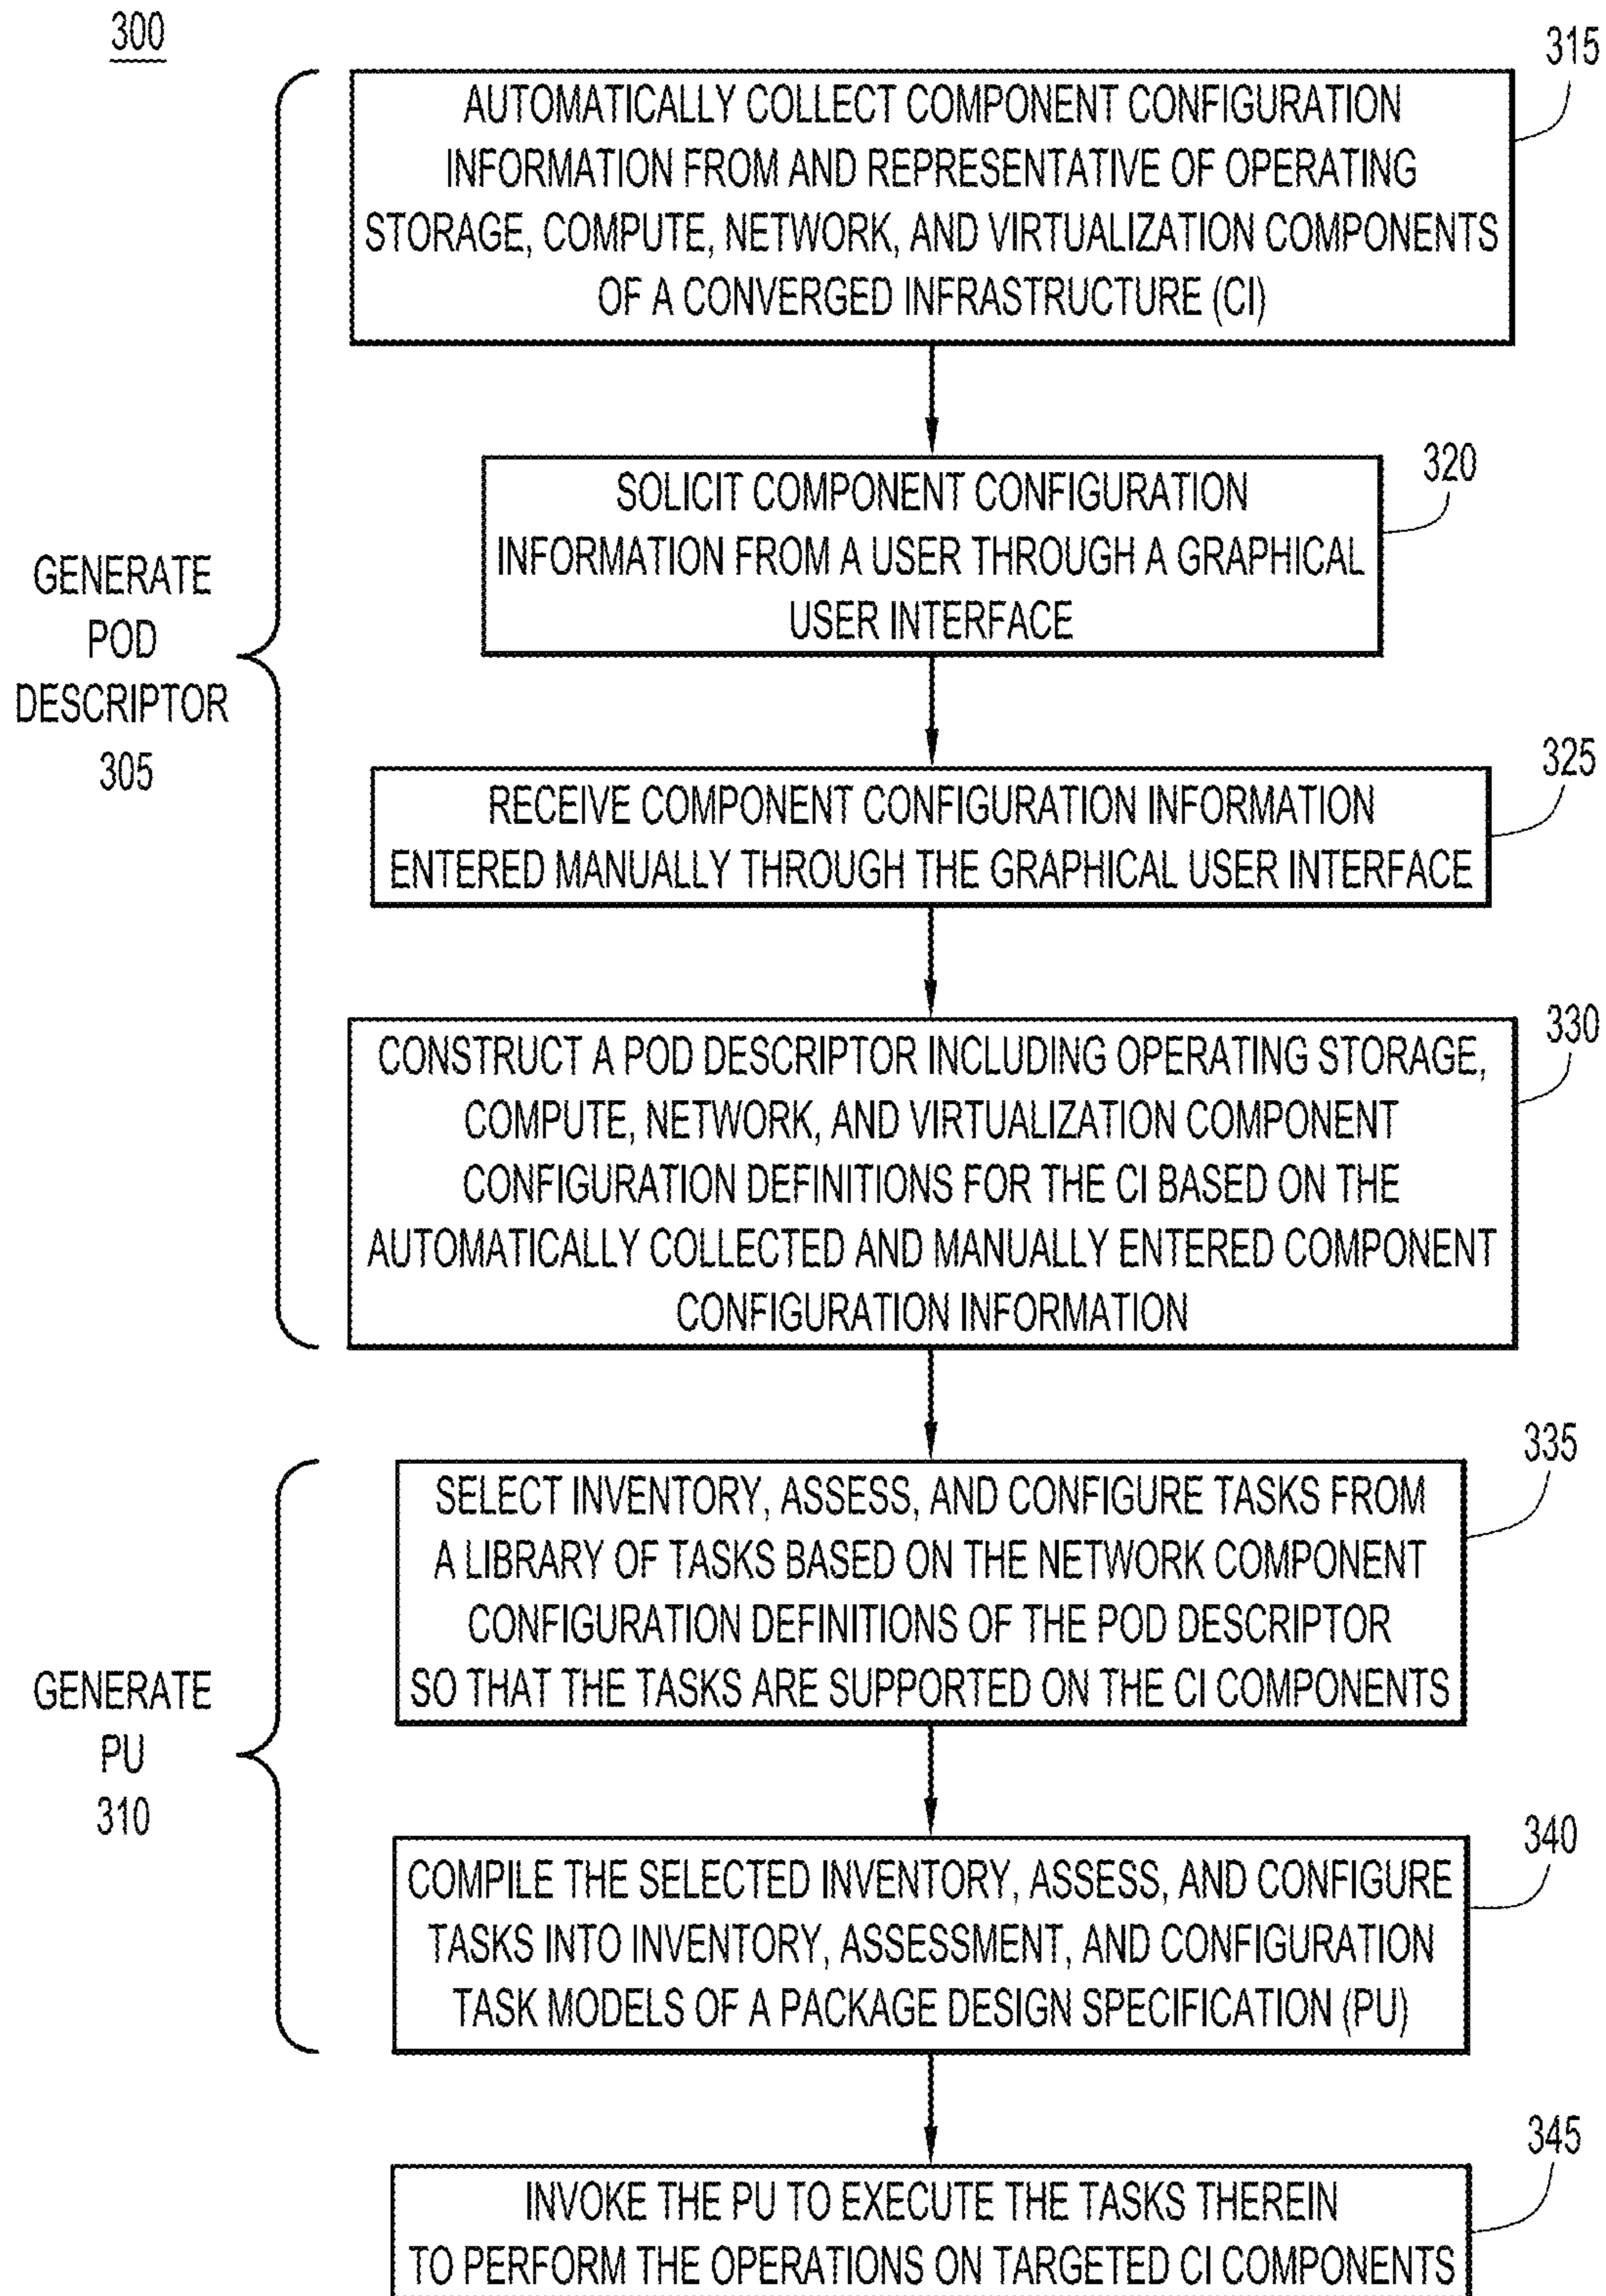 300
315
AUTOMATICALLY COLLECT COMPONENT CONFIGURATION
INFORMATION FROM AND REPRESENTATIVE OF OPERATING
STORAGE, COMPUTE, NETWORK, AND VIRTUALIZATION COMPONENTS
OF A CONVERGED INFRASTRUCTURE (CI)
320
SOLICIT COMPONENT CONFIGURATION
INFORMATION FROM A USER THROUGH A GRAPHICAL
USER INTERFACE
GENERATE
POD
DESCRIPTOR
305
325
RECEIVE COMPONENT CONFIGURATION INFORMATION
ENTERED MANUALLY THROUGH THE GRAPHICAL USER INTERFACE
330
CONSTRUCT A POD DESCRIPTOR INCLUDING OPERATING STORAGE,
COMPUTE, NETWORK, AND VIRTUALIZATION COMPONENT
CONFIGURATION DEFINITIONS FOR THE CI BASED ON THE
AUTOMATICALLY COLLECTED AND MANUALLY ENTERED COMPONENT
CONFIGURATION INFORMATION
335
SELECT INVENTORY, ASSESS, AND CONFIGURE TASKS FROM
A LIBRARY OF TASKS BASED ON THE NETWORK COMPONENT
CONFIGURATION DEFINITIONS OF THE POD DESCRIPTOR
SO THAT THE TASKS ARE SUPPORTED ON THE CI COMPONENTS
GENERATE
PU
310
340
COMPILE THE SELECTED INVENTORY, ASSESS, AND CONFIGURE
TASKS INTO INVENTORY, ASSESSMENT, AND CONFIGURATION
TASK MODELS OF A PACKAGE DESIGN SPECIFICATION (PU)
345
INVOKE THE PU TO EXECUTE THE TASKS THEREIN
TO PERFORM THE OPERATIONS ON TARGETED CI COMPONENTS